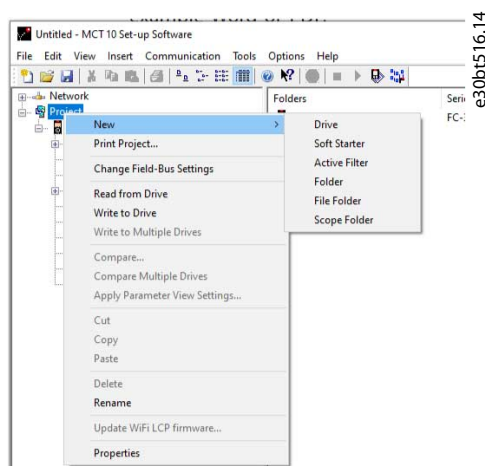 Untitled - MCT 10 Set-up Software
File Edit View Insert Communication Tools Options Help
Network
Project
Folders
Seri
FC-
New
Print Project...
Change Field-Bus Settings
Read from Drive
Write to Drive
Write to Multiple Drives
Compare...
Compare Multiple Drives
Apply Parameter View Settings...
Cut
Copy
Paste
Delete
Rename
Update WiFi LCP firmware...
Properties
Drive
Soft Starter
Active Filter
Folder
File Folder
Scope Folder
e30bt516.14